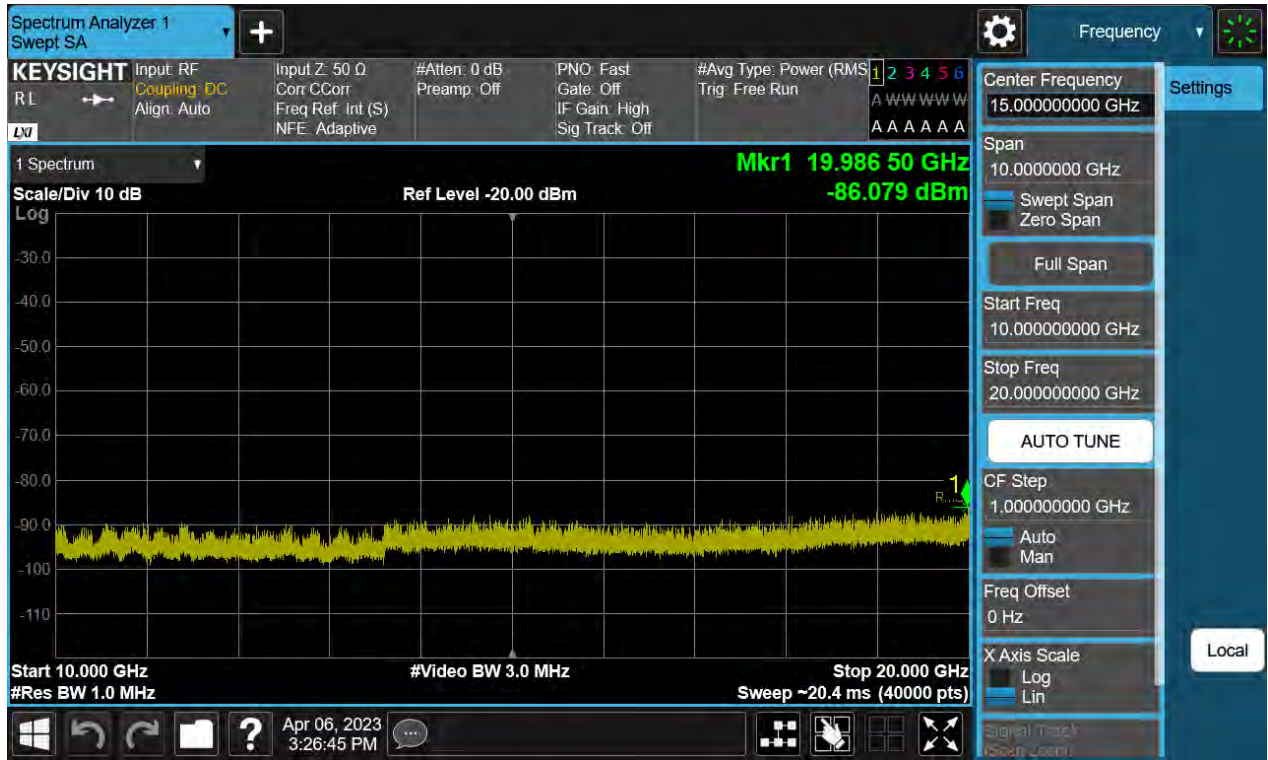 Spectrum Analyzer 1
Swept SA
Frequency
KEYSIGHT
RL
LXI
Input: RF
Coupling: DC
Align: Auto
Input Z: 50 Ω
Corr CCorr
Freq Ref: Int (S)
NFE: Adaptive
#Atten: 0 dB
Preamp: Off
PNO: Fast
Gate: Off
IF Gain: High
Sig Track: Off
#Avg Type: Power (RMS
Trig: Free Run
1 2 3 4 5 6
A W W W W W
A A A A A A
1 Spectrum
Scale/Div 10 dB
Log
Ref Level -20.00 dBm
Mkr1 19.986 50 GHz
-86.079 dBm
-30.0
-40.0
-50.0
-60.0
-70.0
-80.0
-90.0
-100
-110
1
Start 10.000 GHz
#Res BW 1.0 MHz
#Video BW 3.0 MHz
Stop 20.000 GHz
Sweep ~20.4 ms (40000 pts)
Center Frequency
15.000000000 GHz
Span
10.0000000 GHz
Swept Span
Zero Span
Full Span
Start Freq
10.000000000 GHz
Stop Freq
20.000000000 GHz
AUTO TUNE
CF Step
1.000000000 GHz
Auto
Man
Freq Offset
0 Hz
X Axis Scale
Log
Lin
Signal Track
(Span Zoom)
Settings
Local
?
Apr 06, 2023
3:26:45 PM